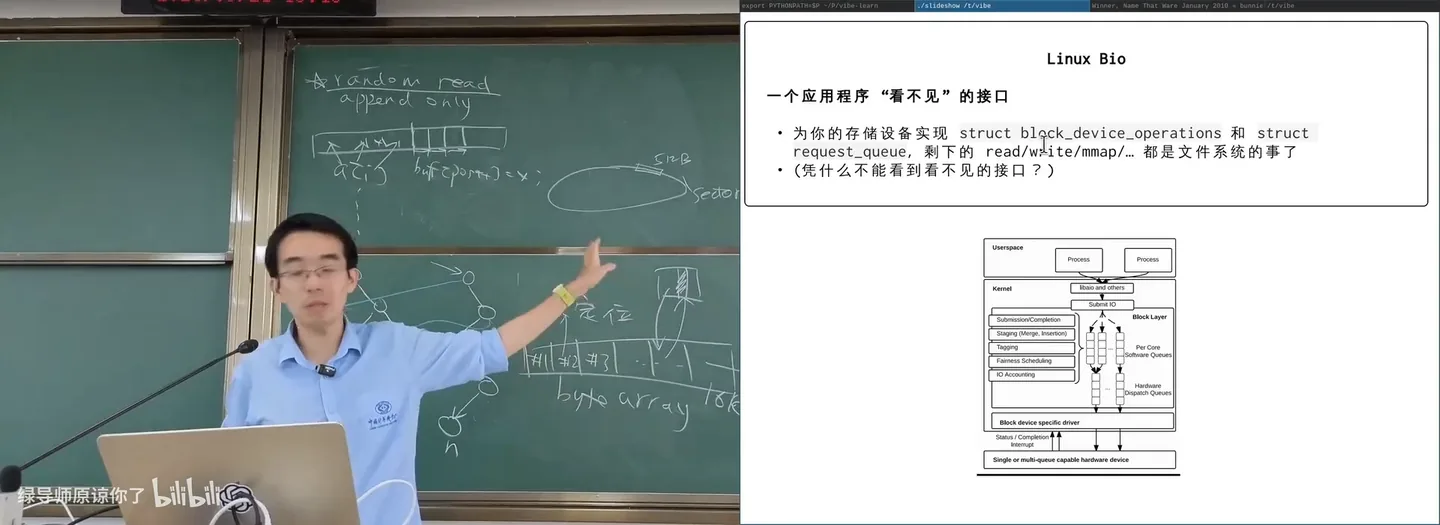 ☆ random read
append only
a[i]
512B
sector
定位
#1 #2 #3
byte array
16k
n
绿导师原谅你了 bilibili
export PYTHONPATH=$P ~/P/vibe-learn
./slideshow /t/vibe
Winner, Name That Ware January 2010 « bunnie /t/vibe
Linux Bio
一个应用程序 “看不见” 的接口
• 为你的存储设备实现 struct block_device_operations 和 struct
request_queue, 剩下的 read/write/mmap/… 都是文件系统的事了
• (凭什么不能看到看不见的接口？)
Userspace
Process
Process
Kernel
libaio and others
Submit IO
Block Layer
Submission/Completion
Staging (Merge, Insertion)
Tagging
Fairness Scheduling
IO Accounting
Per Core
Software Queues
Hardware
Dispatch Queues
Block device specific driver
Status / Completion
Interrupt
Single or multi-queue capable hardware device